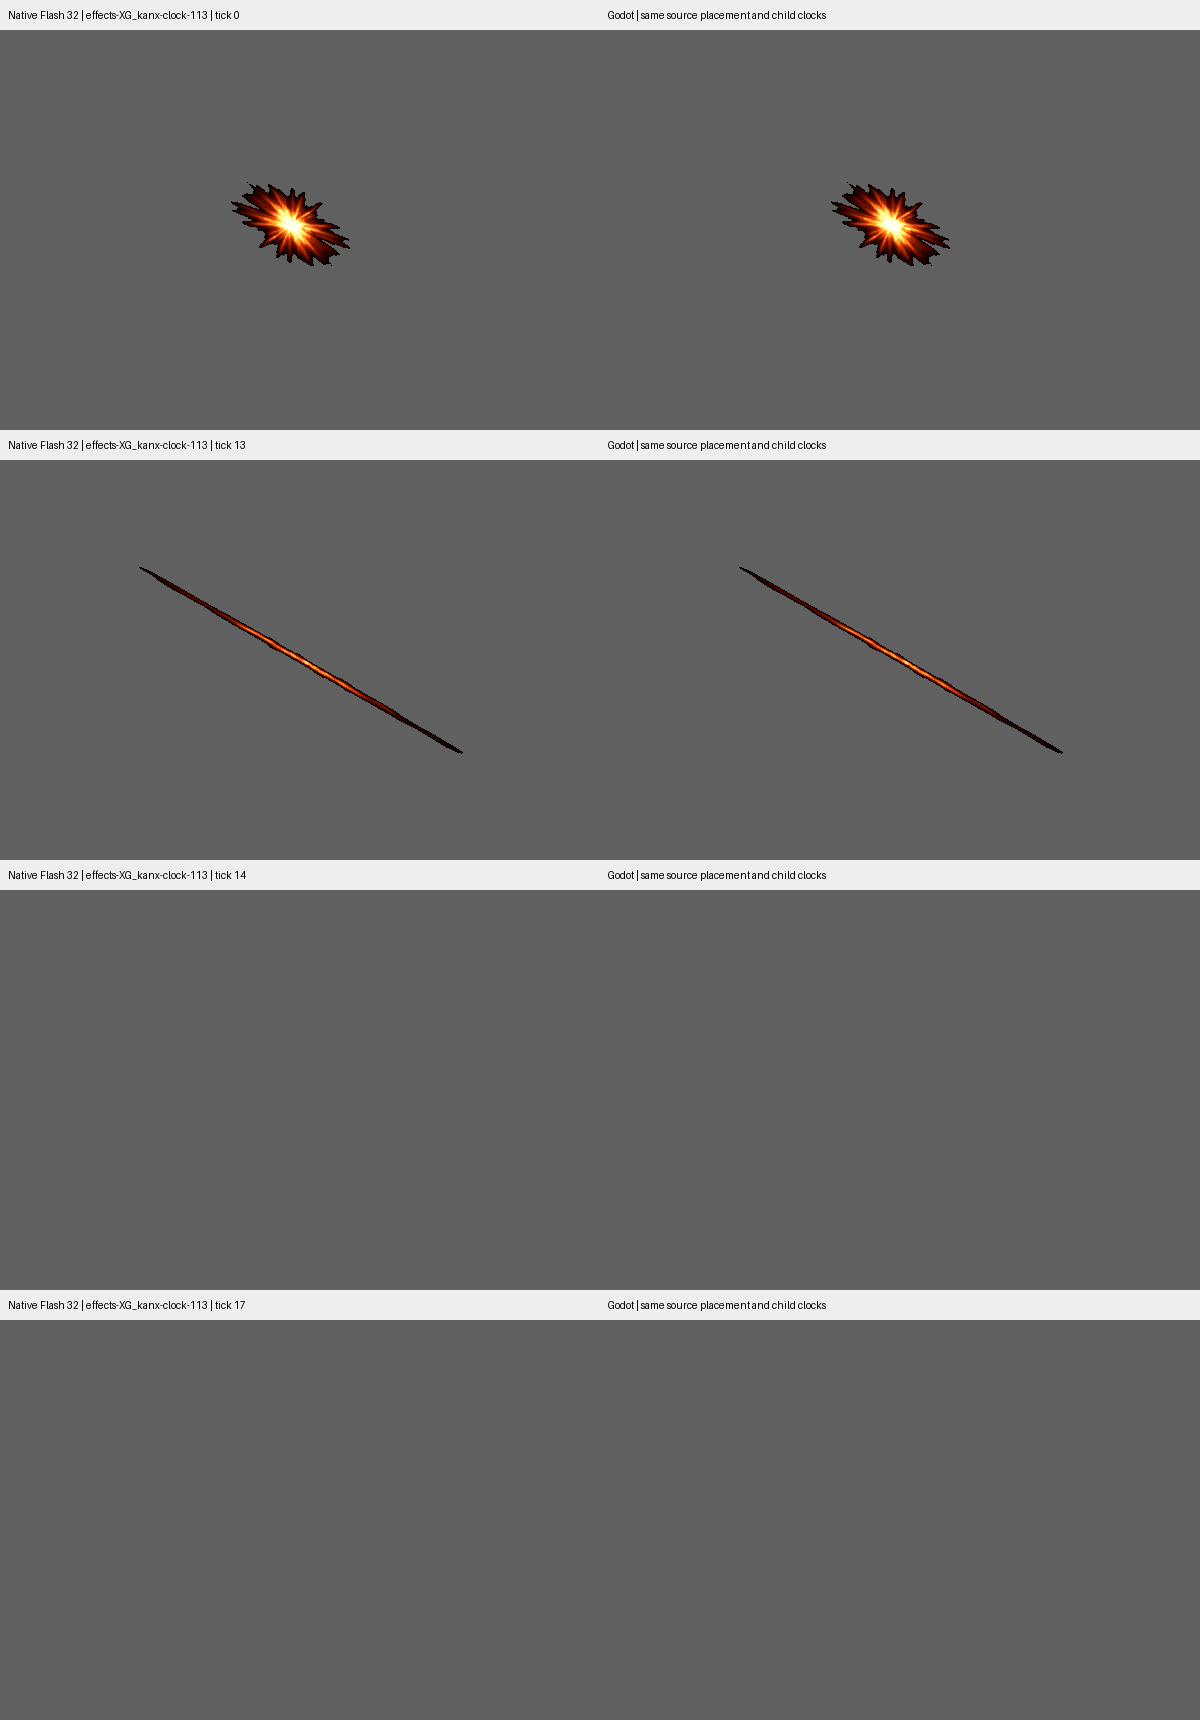 Native Flash 32 | effects-XG_kanx-clock-113 | tick 0
Godot | same source placement and child clocks
Native Flash 32 | effects-XG_kanx-clock-113 | tick 13
Godot | same source placement and child clocks
Native Flash 32 | effects-XG_kanx-clock-113 | tick 14
Godot | same source placement and child clocks
Native Flash 32 | effects-XG_kanx-clock-113 | tick 17
Godot | same source placement and child clocks